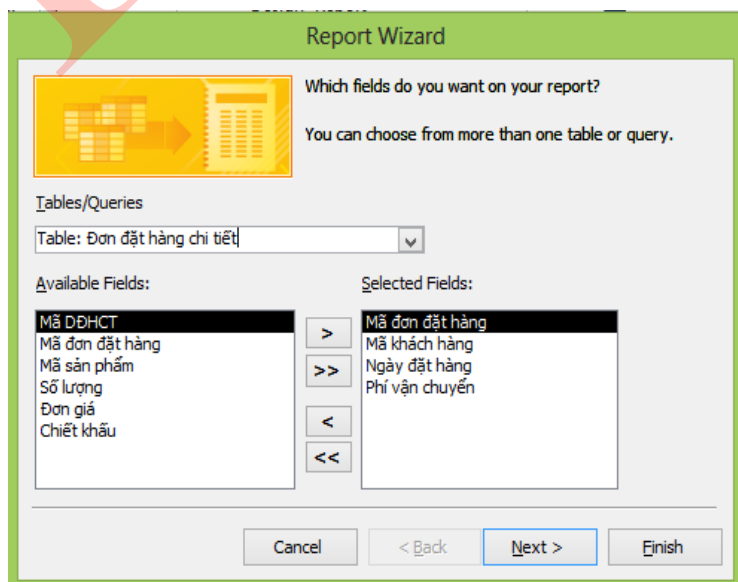 Report Wizard
Which fields do you want on your report?
You can choose from more than one table or query.
Tables/Queries
Table: Đơn đặt hàng chi tiết
Available Fields:
Selected Fields:
Mã DĐHCT
Mã đơn đặt hàng
Mã sản phẩm
Số lượng
Đơn giá
Chiết khấu
>
>>
<
<<
Mã đơn đặt hàng
Mã khách hàng
Ngày đặt hàng
Phí vận chuyển
Cancel
< Back
Next >
Finish